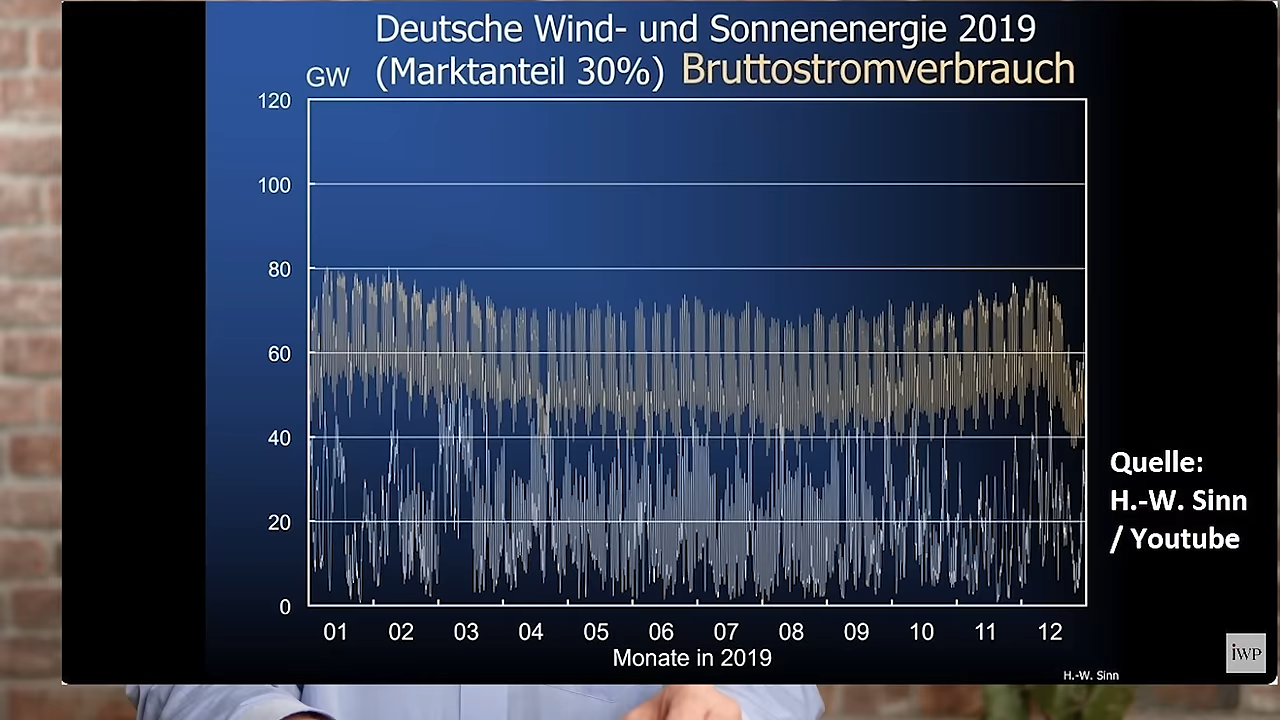 Deutsche Wind- und Sonnenenergie 2019
GW (Marktanteil 30%) Bruttostromverbrauch
120
100
80
60
40
20
0
01 02 03 04 05 06 07 08 09 10 11 12
Monate in 2019
H.-W. Sinn
Quelle:
H.-W. Sinn
/ Youtube
iWP